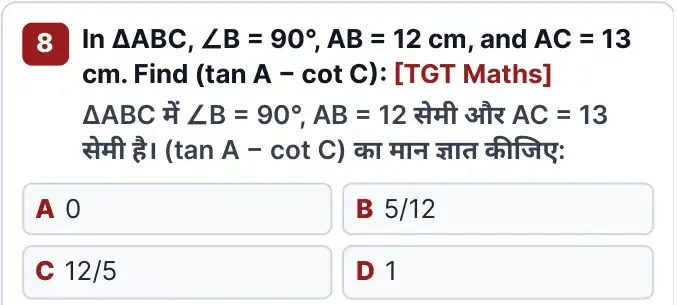 8 In ΔABC, ∠B = 90°, AB = 12 cm, and AC = 13
cm. Find (tan A − cot C): [TGT Maths]
ΔABC में ∠B = 90°, AB = 12 सेमी और AC = 13
सेमी है। (tan A − cot C) का मान ज्ञात कीजिए:
A 0
B 5/12
C 12/5
D 1